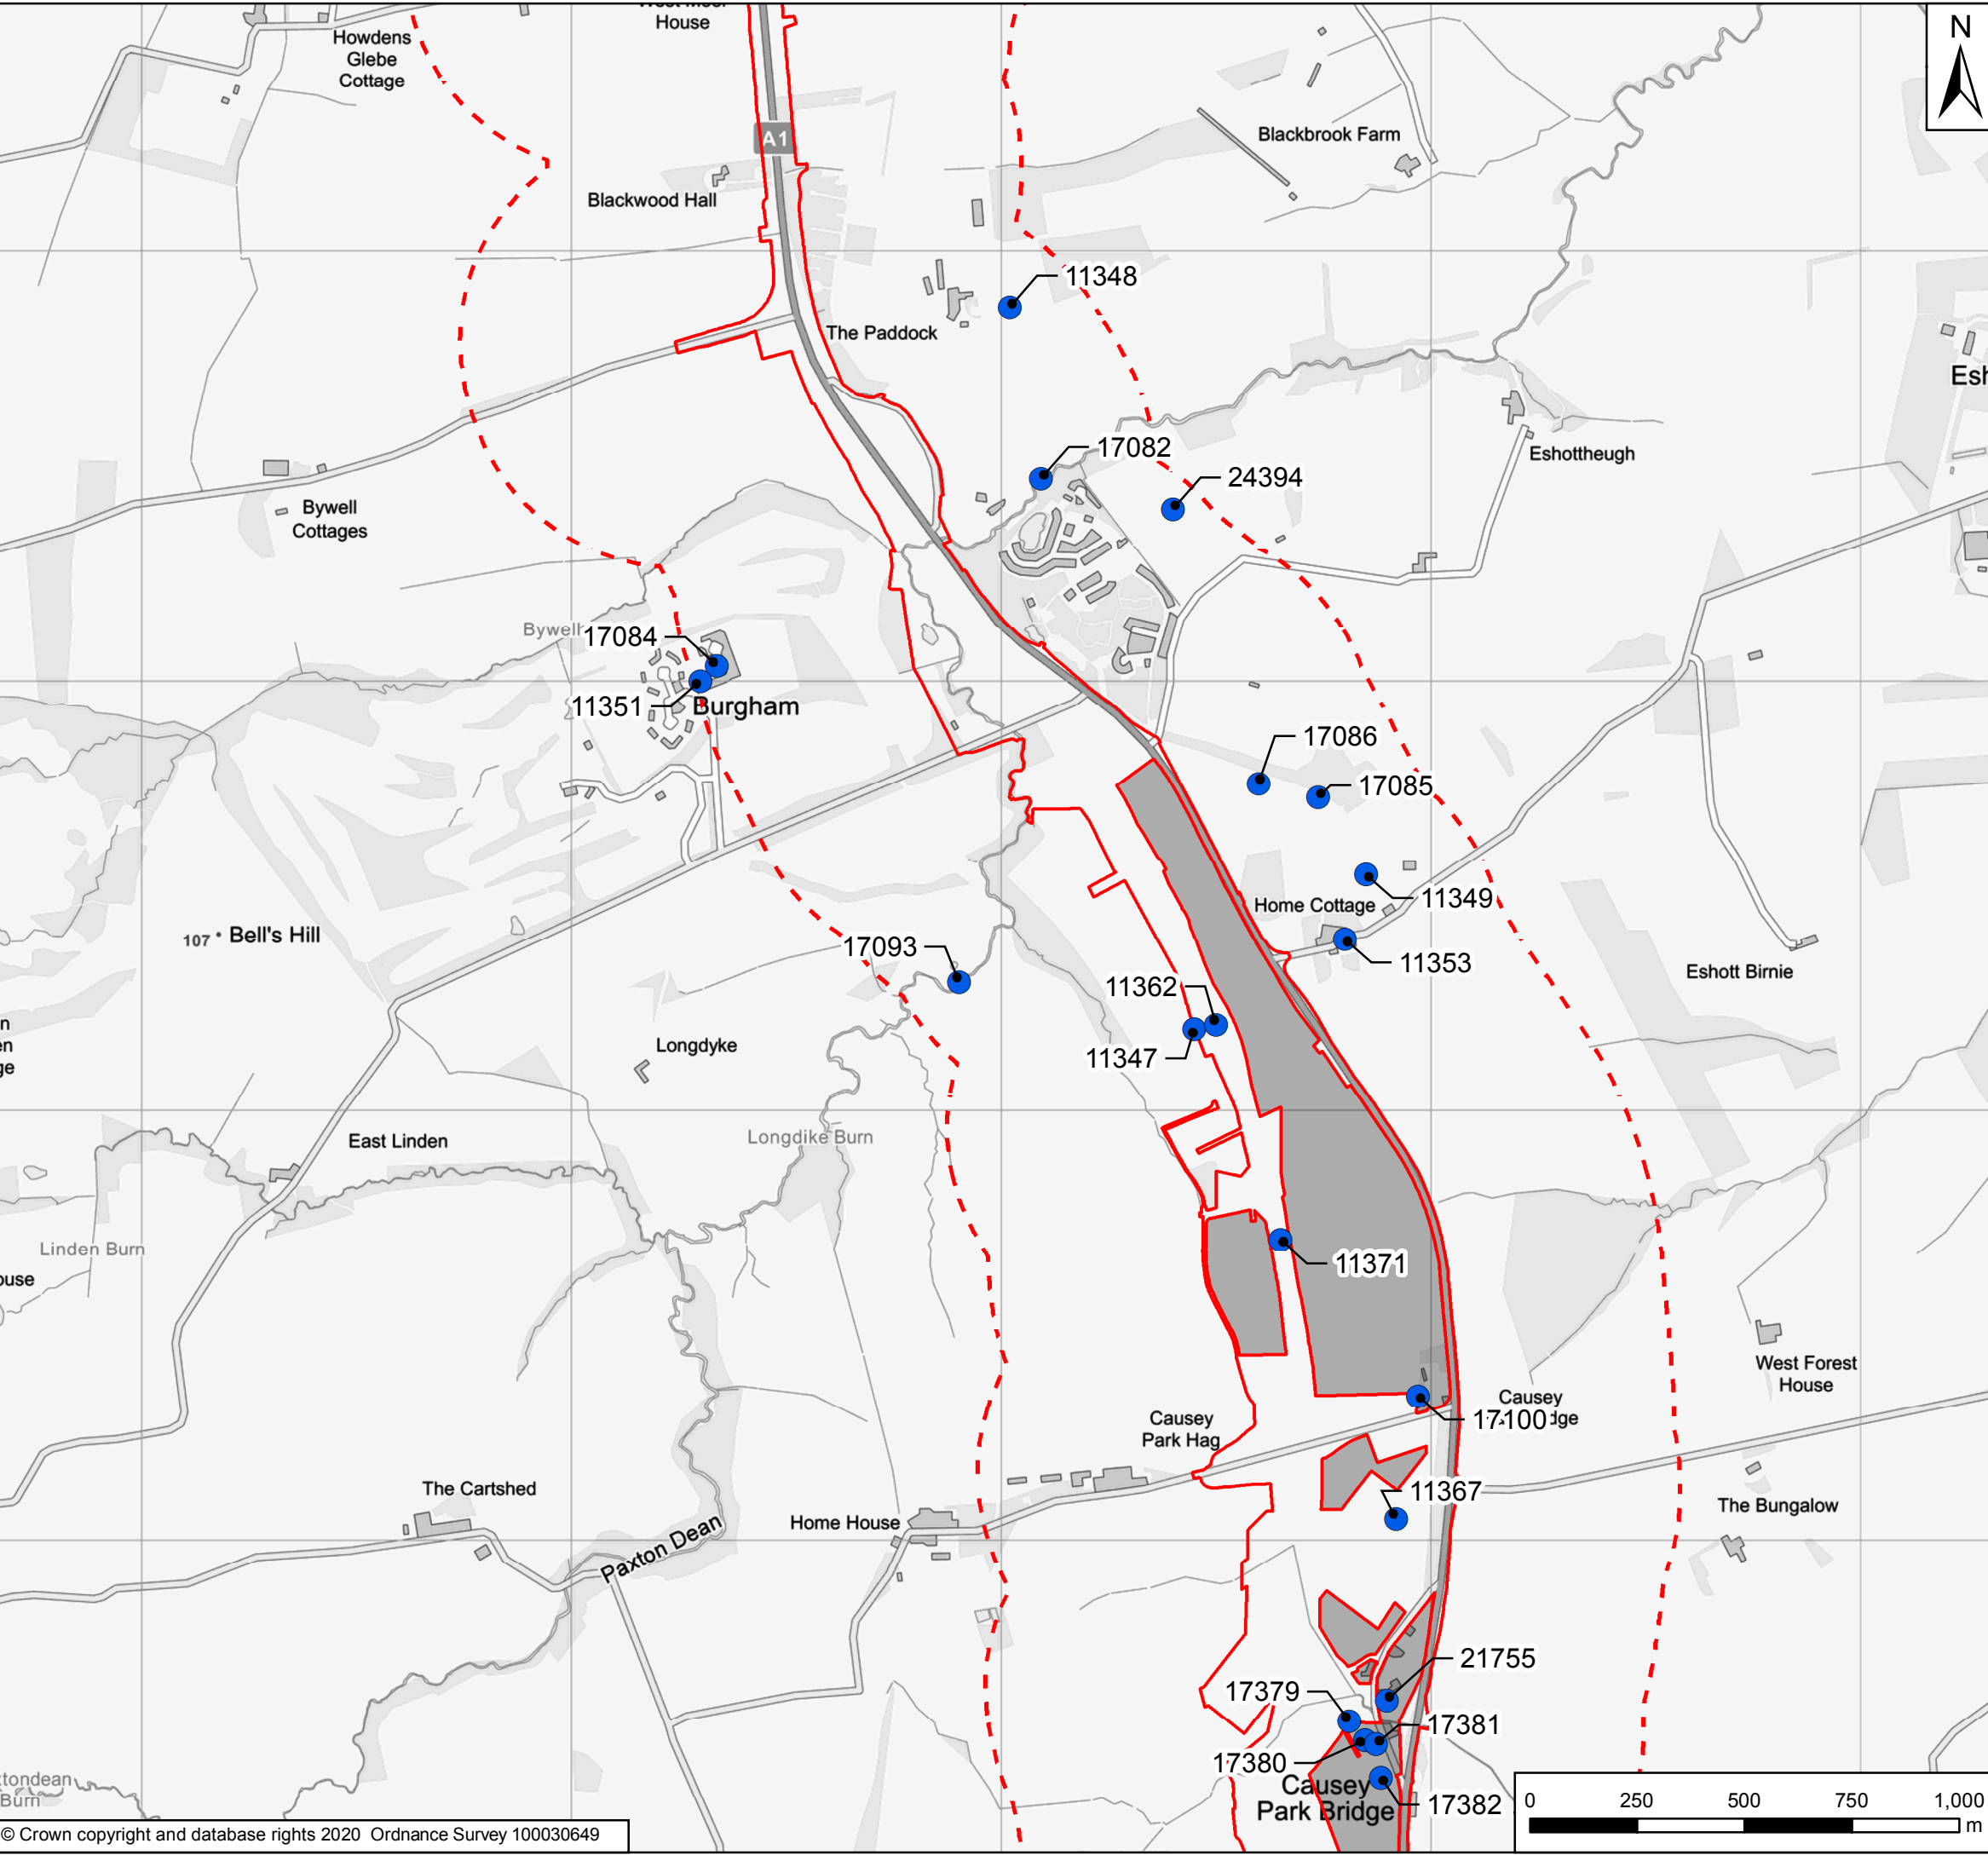 House
Howdens
Glebe
Cottage
N
A1
Blackbrook Farm
Blackwood Hall
11348
The Paddock
Esh
17082
Eshottheugh
24394
Bywell
Cottages
Bywell
17084
11351
Burgham
17086
17085
11349
Home Cottage
107
Bell's Hill
17093
11353
Eshott Birnie
11362
Longdyke
11347
East Linden
Longdike Burn
Linden Burn
ouse
11371
West Forest
House
Causey
dge
17100
Causey
Park Hag
The Cartshed
11367
The Bungalow
Home House
Paxton Dean
21755
17379
17381
17380
Causey
Park Bridge
17382
tondean
Burn
0 250 500 750 1,000
m
© Crown copyright and database rights 2020 Ordnance Survey 100030649